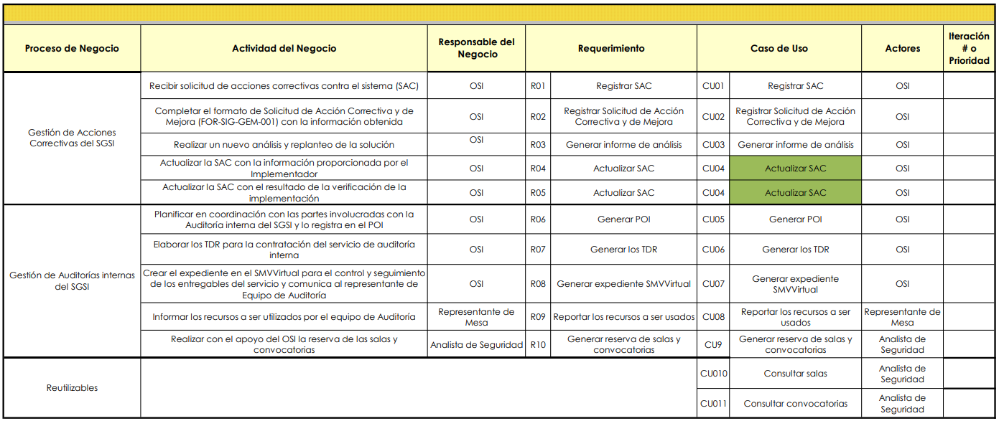 Proceso de Negocio
Actividad del Negocio
Responsable del
Negocio
Requerimiento
Caso de Uso
Actores
Iteración
# o
Prioridad
Gestión de Acciones
Correctivas del SGSI
Recibir solicitud de acciones correctivas contra el sistema (SAC)
OSI
R01
Registrar SAC
CU01
Registrar SAC
OSI
Completar el formato de Solicitud de Acción Correctiva y de
Mejora (FOR-SIG-GEM-001) con la información obtenida
OSI
R02
Registrar Solicitud de Acción
Correctiva y de Mejora
CU02
Registrar Solicitud de Acción
Correctiva y de Mejora
OSI
Realizar un nuevo análisis y replanteo de la solución
OSI
R03
Generar informe de análisis
CU03
Generar informe de análisis
OSI
Actualizar la SAC con la información proporcionada por el
Implementador
OSI
R04
Actualizar SAC
CU04
Actualizar SAC
OSI
Actualizar la SAC con el resultado de la verificación de la
implementación
OSI
R05
Actualizar SAC
CU04
Actualizar SAC
OSI
Gestión de Auditorías internas
del SGSI
Planificar en coordinación con las partes involucradas con la
Auditoría interna del SGSI y lo registra en el POI
OSI
R06
Generar POI
CU05
Generar POI
OSI
Elaborar los TDR para la contratación del servicio de auditoría
interna
OSI
R07
Generar los TDR
CU06
Generar los TDR
OSI
Crear el expediente en el SMVVirtual para el control y seguimiento
de los entregables del servicio y comunica al representante de
Equipo de Auditoría
OSI
R08
Generar expediente SMVVirtual
CU07
Generar expediente
SMVVirtual
OSI
Informar los recursos a ser utilizados por el equipo de Auditoría
Representante de
Mesa
R09
Reportar los recursos a ser usados
CU08
Reportar los recursos a ser
usados
Representante de
Mesa
Realizar con el apoyo del OSI la reserva de las salas y
convocatorias
Analista de Seguridad
R10
Generar reserva de salas y
convocatorias
CU9
Generar reserva de salas y
convocatorias
Analista de
Seguridad
Reutilizables
CU010
Consultar salas
Analista de
Seguridad
CU011
Consultar convocatorias
Analista de
Seguridad